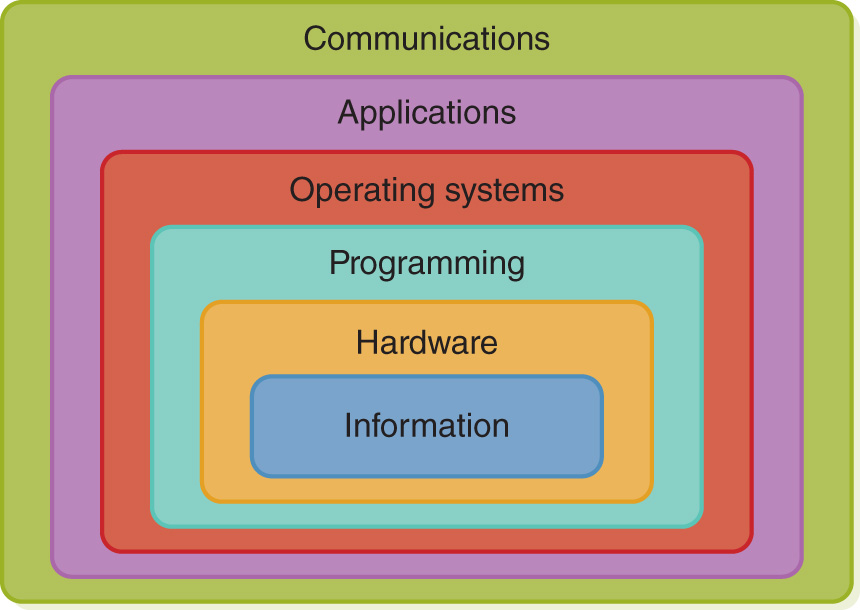 Communications
Applications
Operating systems
Programming
Hardware
Information